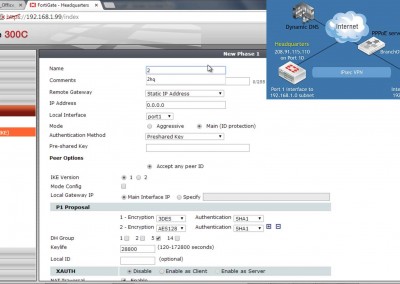 _Offic
FortiGate - Headquarters
https://192.168.1.99/index
300C
New Phase 1
Name 2
Comments 2hq
Remote Gateway Static IP Address
IP Address 0.0.0.0
Local Interface port1
Mode Aggressive Main (ID protection)
Authentication Method Preshared Key
Pre-shared Key
Peer Options
Accept any peer ID
IKE Version 1 2
Mode Config
Local Gateway IP Main Interface IP Specify
P1 Proposal
1 - Encryption 3DES Authentication SHA1
2 - Encryption AES128 Authentication SHA1
DH Group 1 2 5 14
Keylife 28800 (120-172800 seconds)
Local ID (optional)
XAUTH Disable Enable as Client Enable as Server
NAT Traversal Enable
Dynamic DNS
Internet
PPPoE server
Headquarters
208.91.115.110
on Port 10
Branch
IPsec VPN
Port 1 interface to
192.168.1.0 subnet